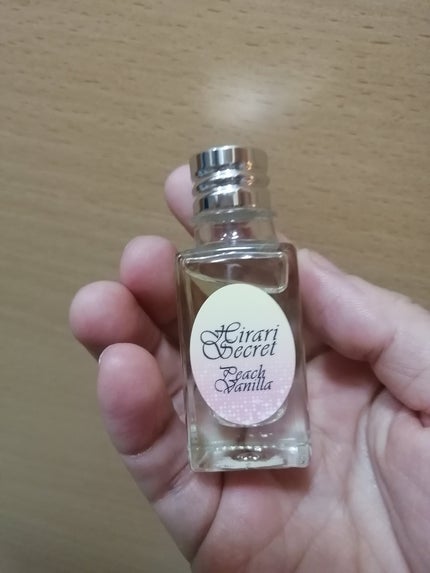 Hirari
Secret
Peach
Vanilla